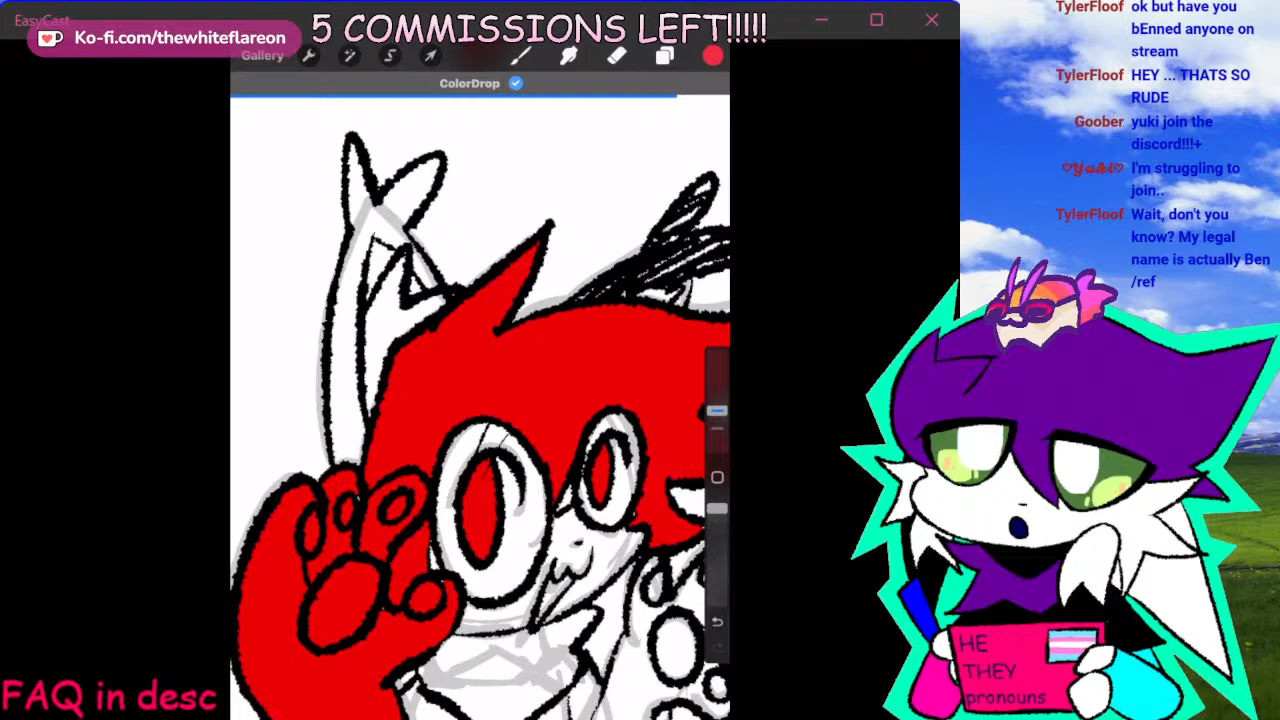 EasyCast
Ko-fi.com/thewhiteflareon
5 COMMISSIONS LEFT!!!!!
Gallery
ColorDrop
TylerFloof ok but have you
bEnned anyone on
stream
TylerFloof HEY ... THATS SO
RUDE
Goober yuki join the
discord!!!+
♡𝓨𝓾𝓴𝓲♡ I'm struggling to
join..
TylerFloof Wait, don't you
know? My legal
name is actually Ben
/ref
HE
THEY
pronouns
FAQ in desc